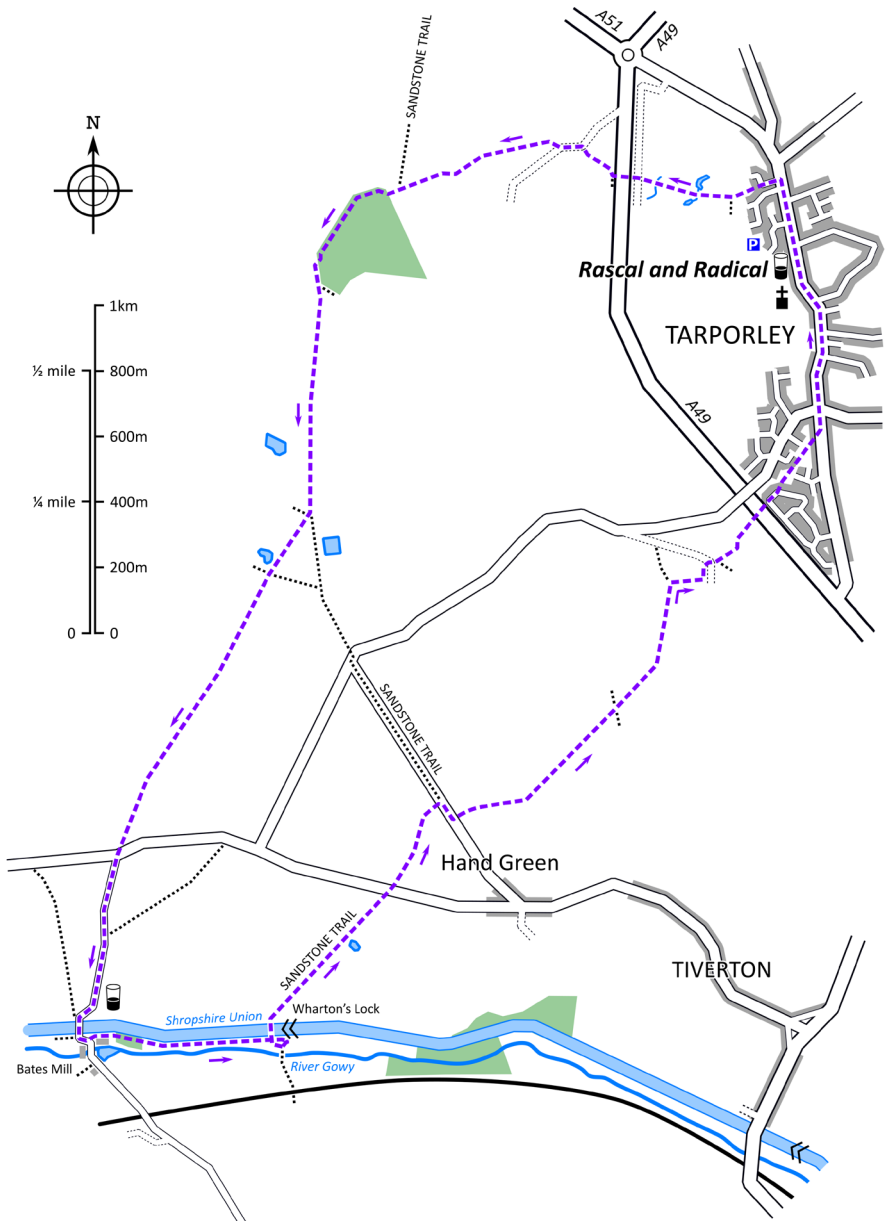 A51
A49
SANDSTONE TRAIL
N
P
Rascal and Radical
TARPORLEY
1km
½ mile
800m
A49
600m
¼ mile
400m
200m
0
0
SANDSTONE TRAIL
Hand Green
SANDSTONE TRAIL
TIVERTON
Shropshire Union
Wharton's Lock
Bates Mill
River Gowy